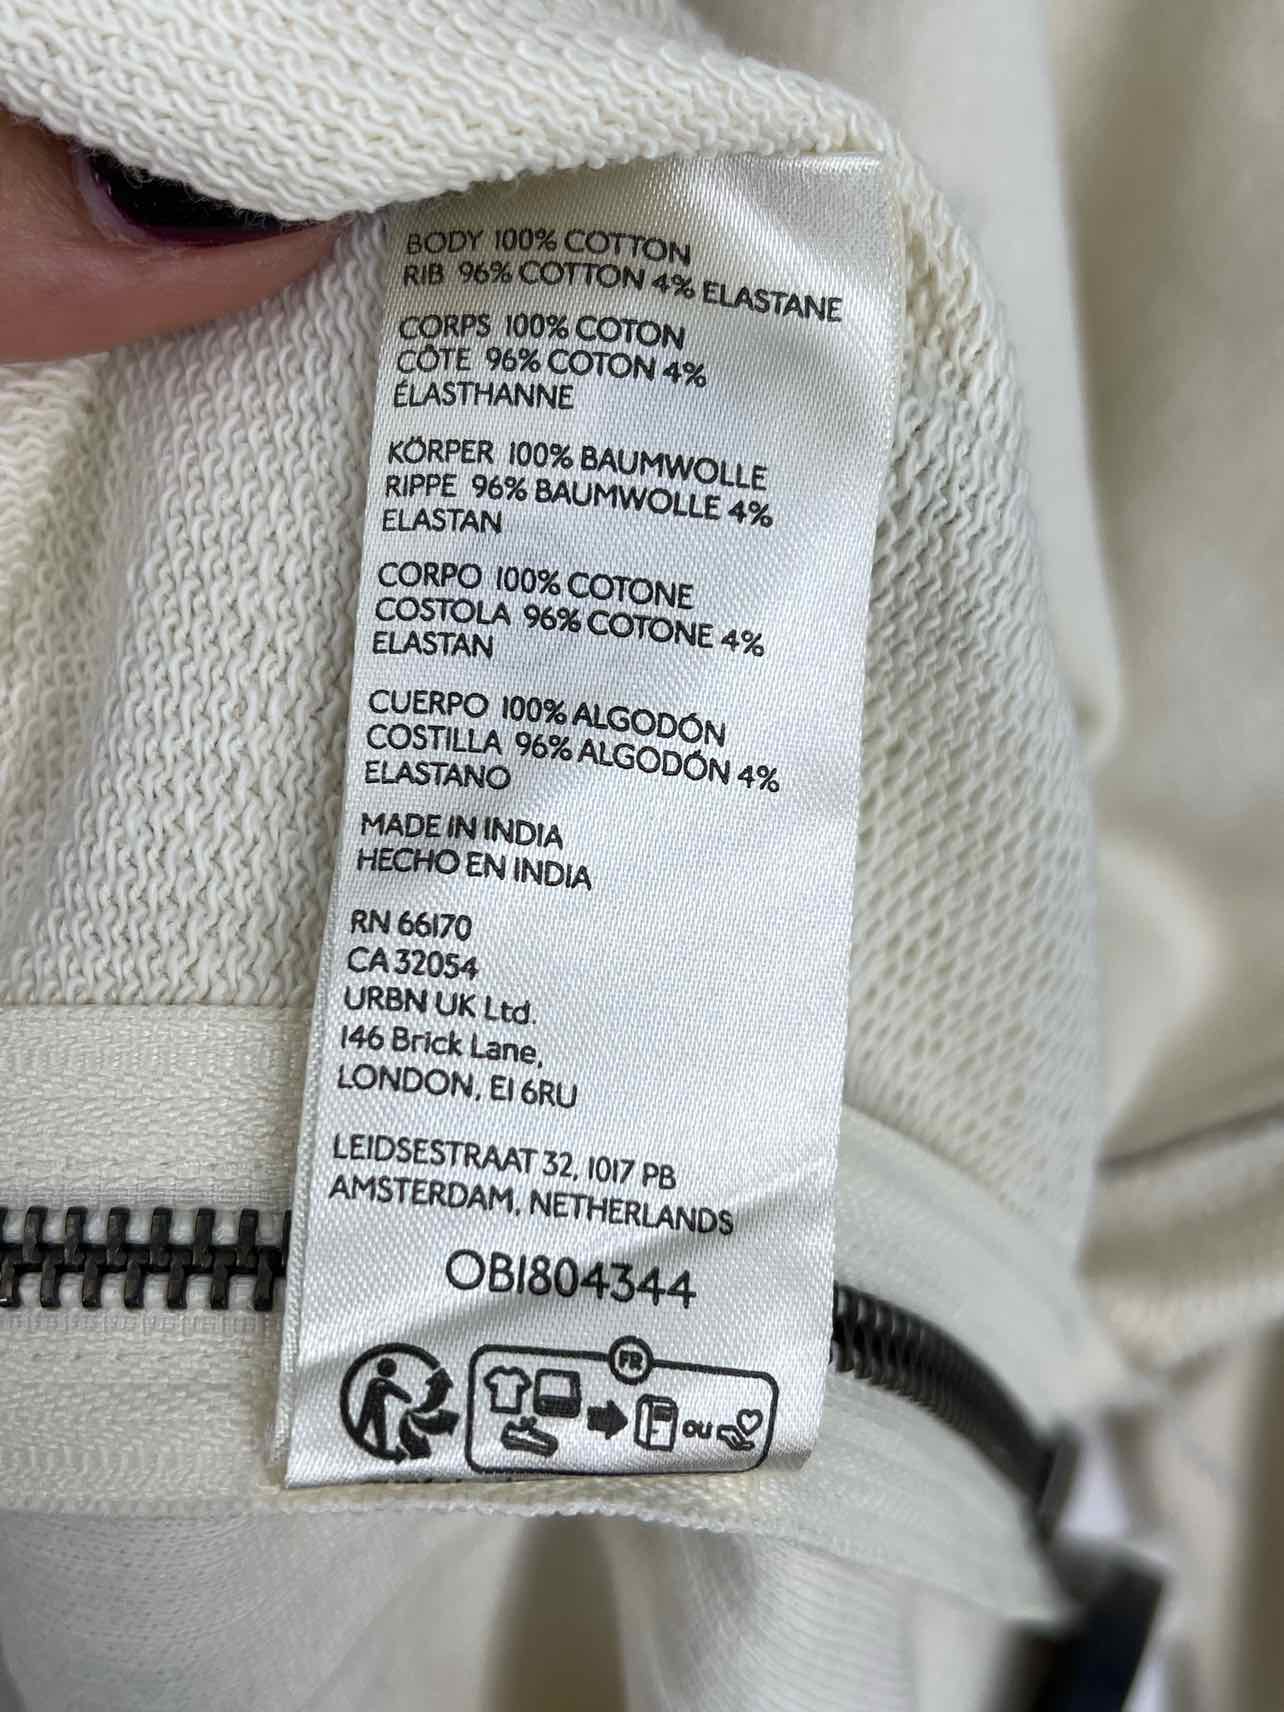 BODY 100% COTTON
RIB 96% COTTON 4% ELASTANE
CORPS 100% COTON
CÔTE 96% COTON 4%
ÉLASTHANNE
KÖRPER 100% BAUMWOLLE
RIPPE 96% BAUMWOLLE 4%
ELASTAN
CORPO 100% COTONE
COSTOLA 96% COTONE 4%
ELASTAN
CUERPO 100% ALGODÓN
COSTILLA 96% ALGODÓN 4%
ELASTANO
MADE IN INDIA
HECHO EN INDIA
RN 66170
CA 32054
URBN UK Ltd.
146 Brick Lane,
LONDON, E1 6RU
LEIDSESTRAAT 32, 1017 PB
AMSTERDAM, NETHERLANDS
OB1804344
FR
OU